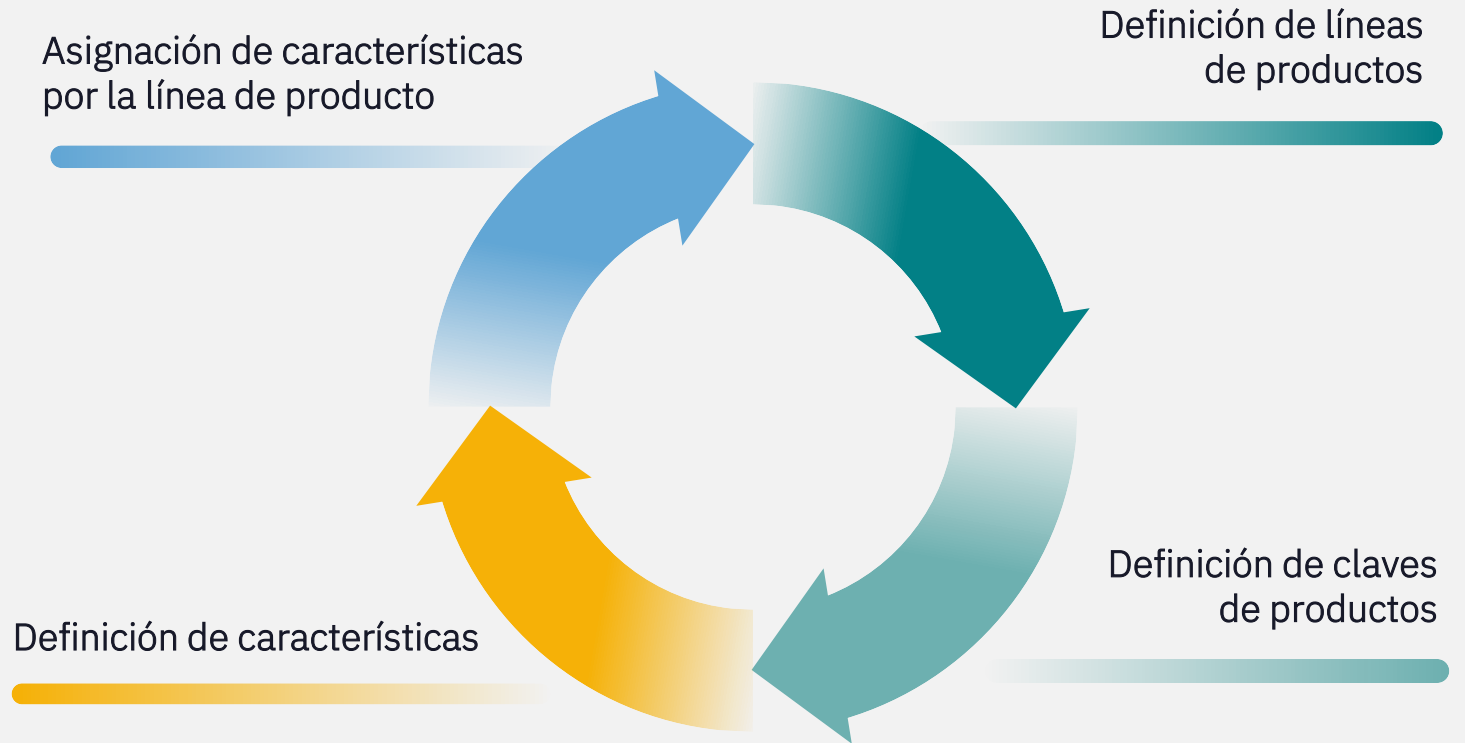 Asignación de características
por la línea de producto
Definición de líneas
de productos
Definición de características
Definición de claves
de productos